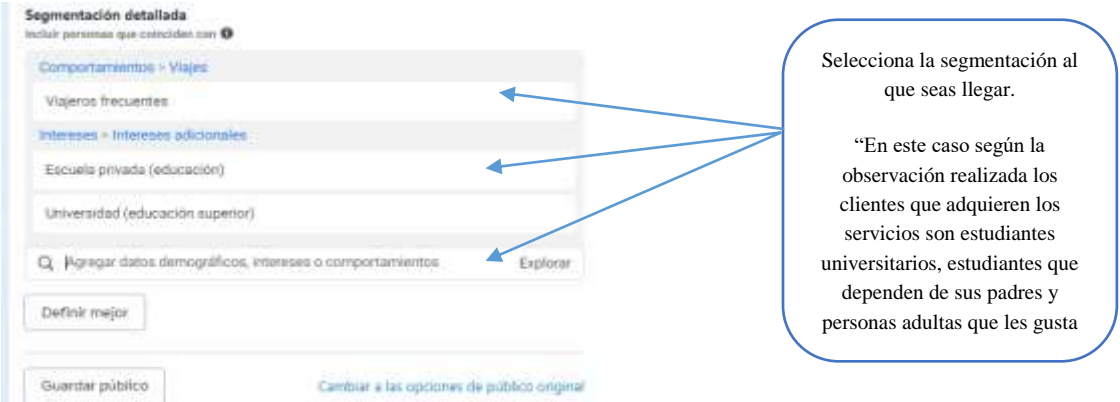 Segmentación detallada
Incluir personas que coinciden con
Comportamientos > Viajes
Viajeros frecuentes
Intereses > Intereses adicionales
Escuela privada (educación)
Universidad (educación superior)
Agregar datos demográficos, intereses o comportamientos
Explorar
Definir mejor
Guardar público
Cambiar a las opciones de público original
Selecciona la segmentación al
que seas llegar.
“En este caso según la
observación realizada los
clientes que adquieren los
servicios son estudiantes
universitarios, estudiantes que
dependen de sus padres y
personas adultas que les gusta